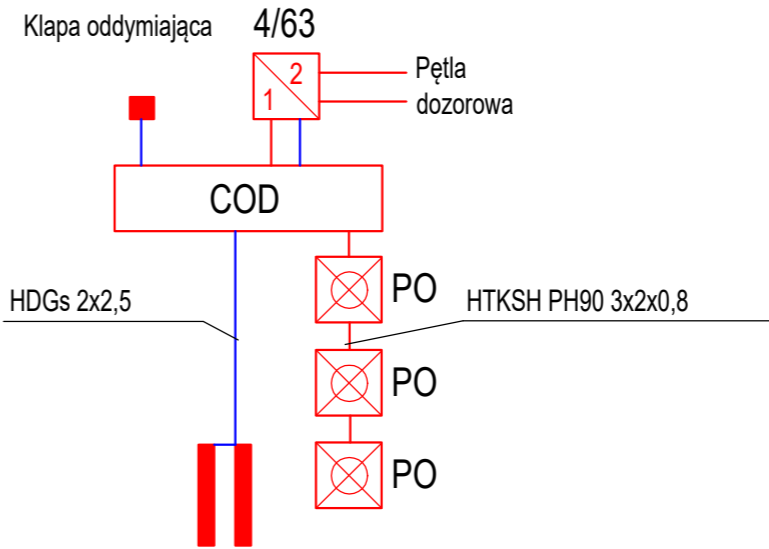 Klapa oddymiająca
4/63
2
1
Pętla
dozorowa
COD
PO
HDGs 2x2,5
HTKSH PH90 3x2x0,8
PO
PO